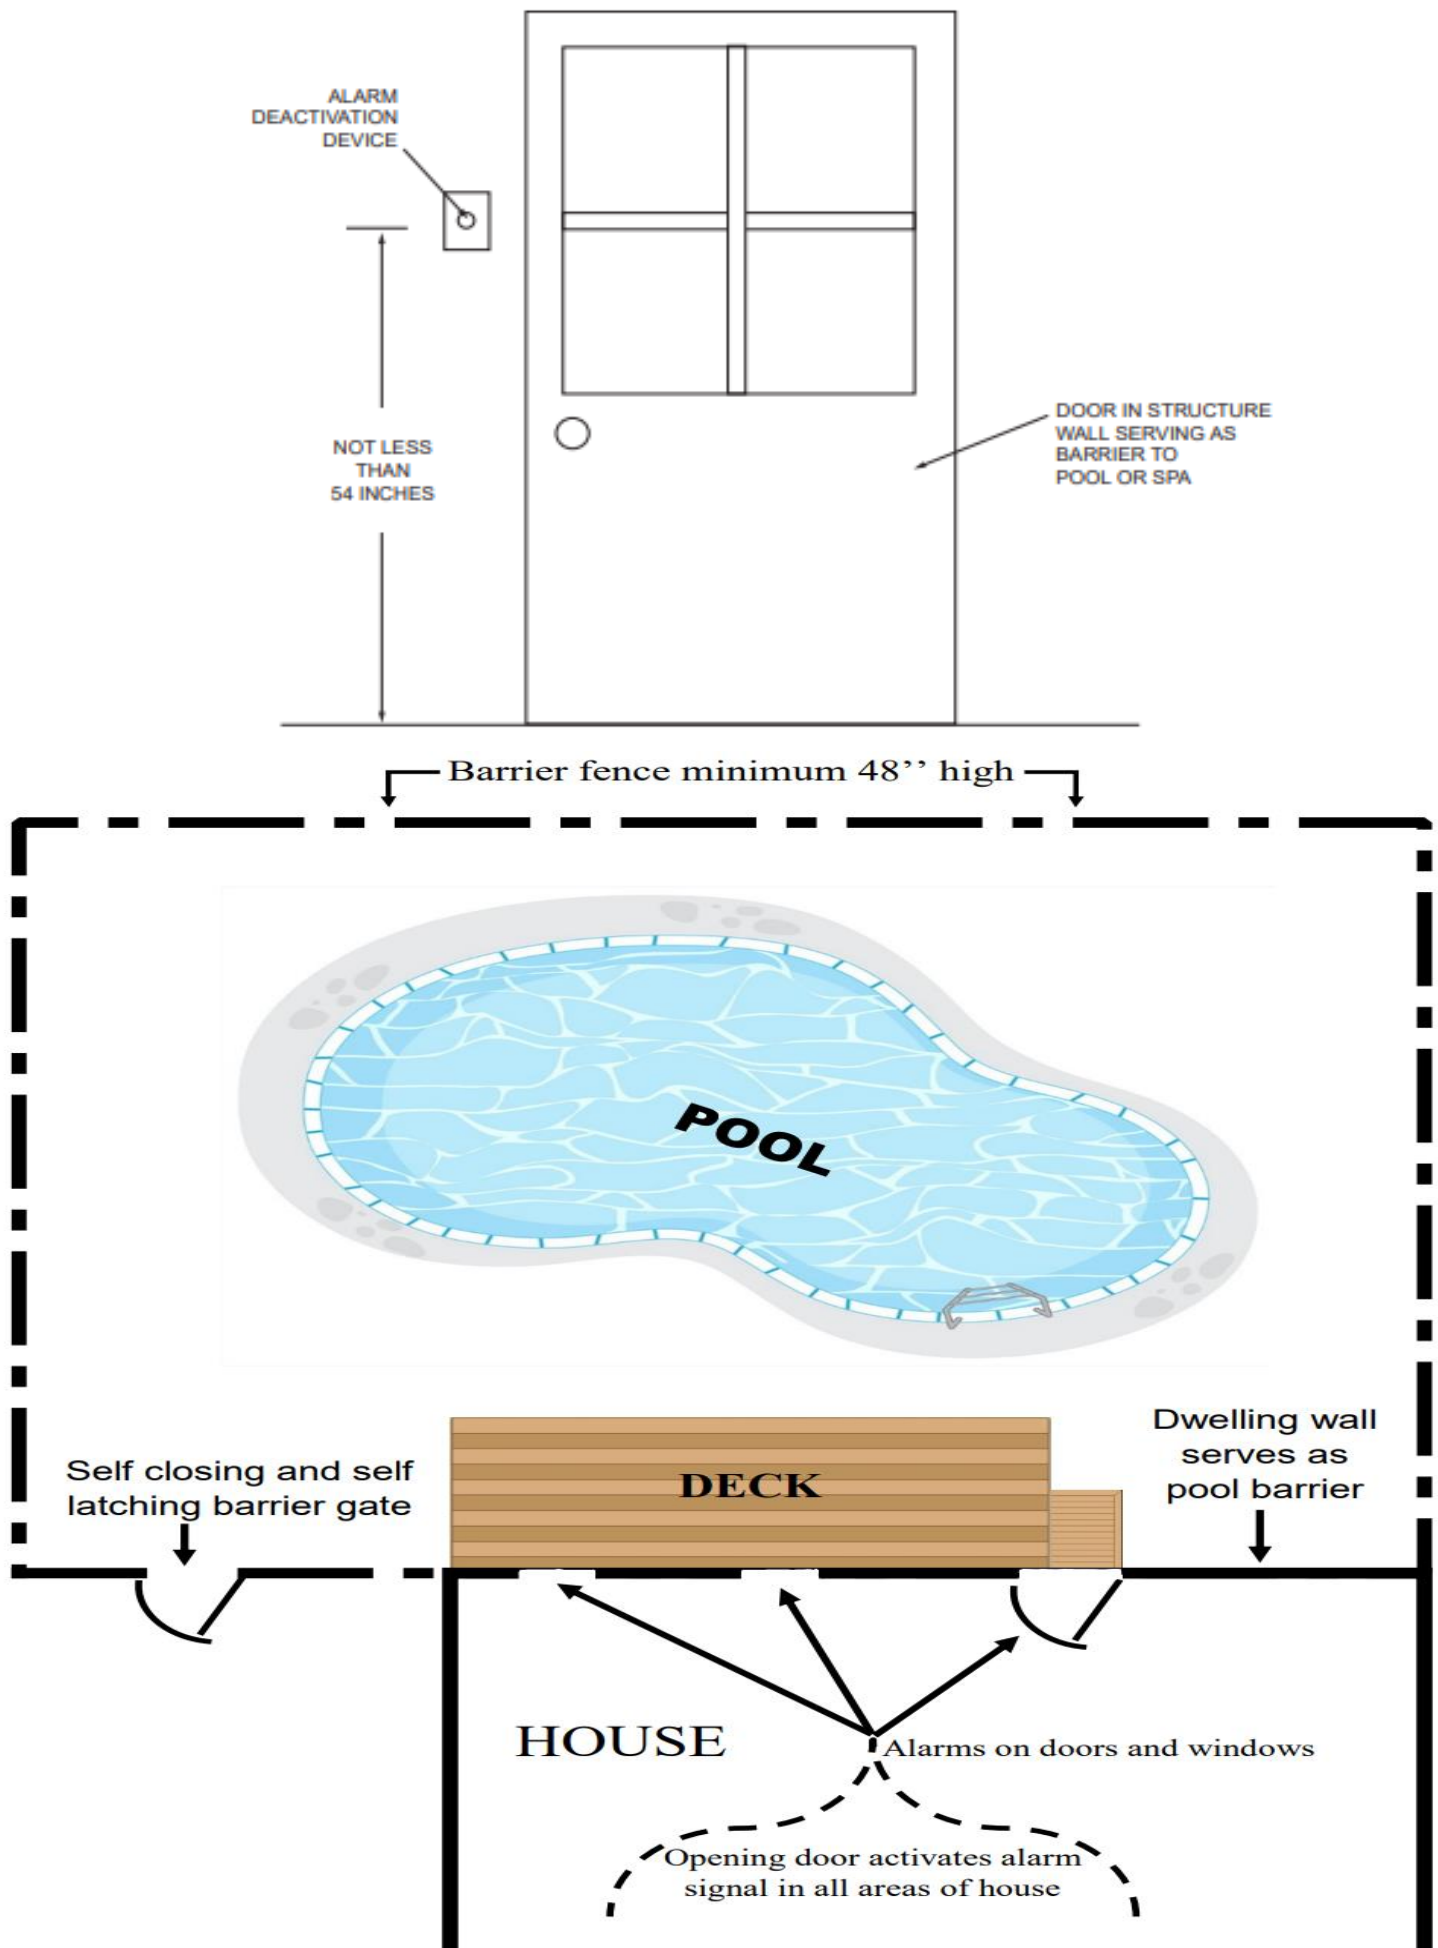 ALARM
DEACTIVATION
DEVICE
NOT LESS
THAN
54 INCHES
DOOR IN STRUCTURE
WALL SERVING AS
BARRIER TO
POOL OR SPA
Barrier fence minimum 48’’ high
POOL
DECK
Self closing and self
latching barrier gate
Dwelling wall
serves as
pool barrier
HOUSE
Alarms on doors and windows
Opening door activates alarm
signal in all areas of house